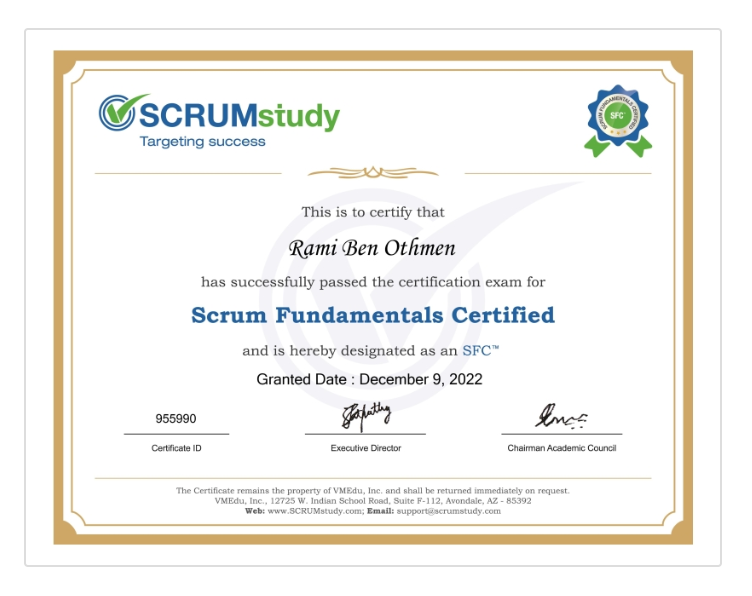 SCRUMstudy
Targeting success
SCRUM FUNDAMENTALS CERTIFIED
SFC™
This is to certify that
Rami Ben Othmen
has successfully passed the certification exam for
Scrum Fundamentals Certified
and is hereby designated as an SFC™
Granted Date : December 9, 2022
955990
Certificate ID
Executive Director
Chairman Academic Council
The Certificate remains the property of VMEdu, Inc. and shall be returned immediately on request.
VMEdu, Inc., 12725 W. Indian School Road, Suite F-112, Avondale, AZ - 85392
Web: www.SCRUMstudy.com; Email: support@scrumstudy.com